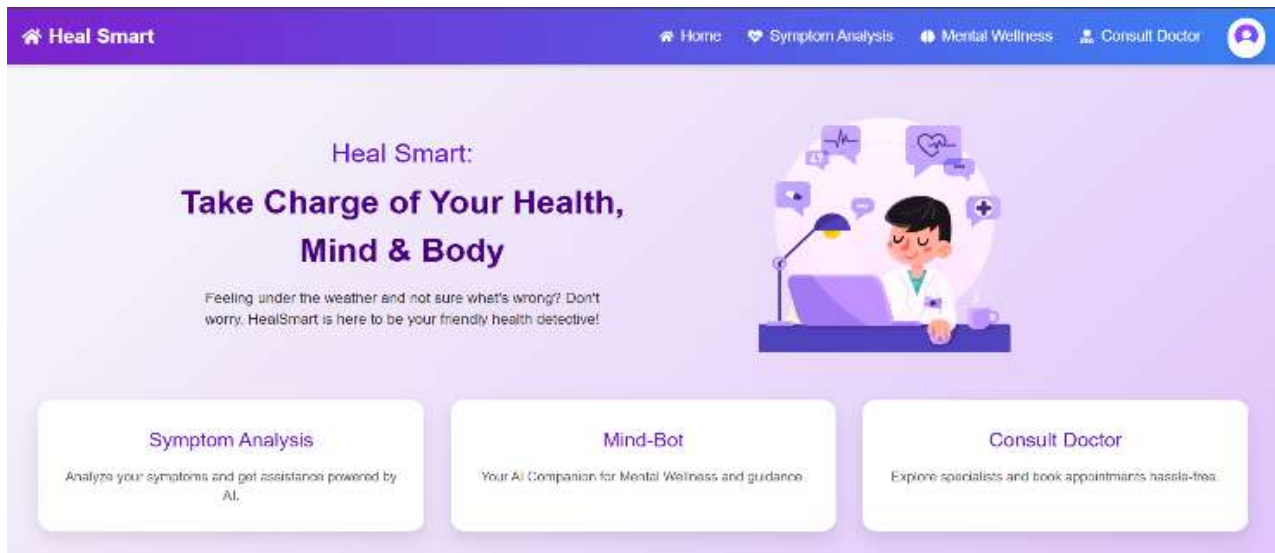 Heal Smart
Home Symptom Analysis Mental Wellness Consult Doctor
Heal Smart:
Take Charge of Your Health,
Mind & Body
Feeling under the weather and not sure what's wrong? Don't
worry. HealSmart is here to be your friendly health detective!
Symptom Analysis
Analyze your symptoms and get assistance powered by
AI.
Mind-Bot
Your AI Companion for Mental Wellness and guidance
Consult Doctor
Explore specialists and book appointments hassle-free.